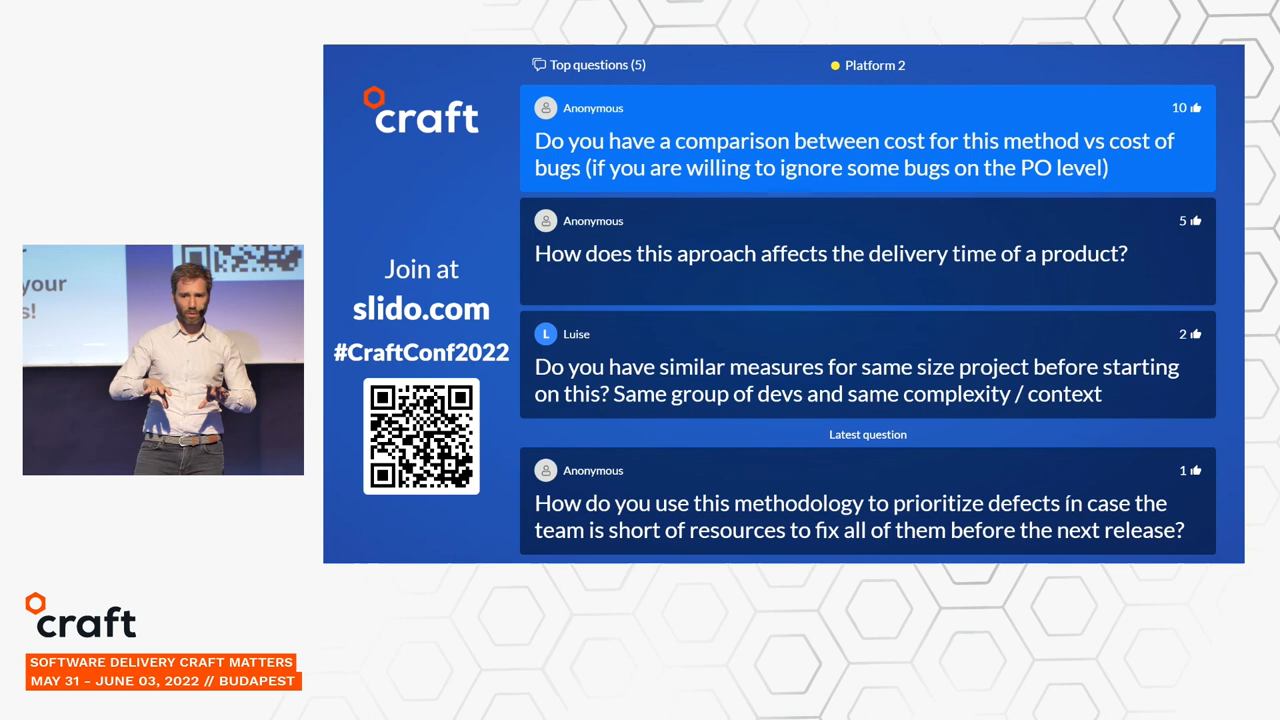 Top questions (5)
Platform 2
craft
Anonymous
10
Do you have a comparison between cost for this method vs cost of
bugs (if you are willing to ignore some bugs on the PO level)
Anonymous
5
How does this aproach affects the delivery time of a product?
Join at
slido.com
#CraftConf2022
L
Luise
2
Do you have similar measures for same size project before starting
on this? Same group of devs and same complexity / context
Latest question
Anonymous
1
How do you use this methodology to prioritize defects ín case the
team is short of resources to fix all of them before the next release?
your
s!
craft
SOFTWARE DELIVERY CRAFT MATTERS
MAY 31 - JUNE 03, 2022 // BUDAPEST